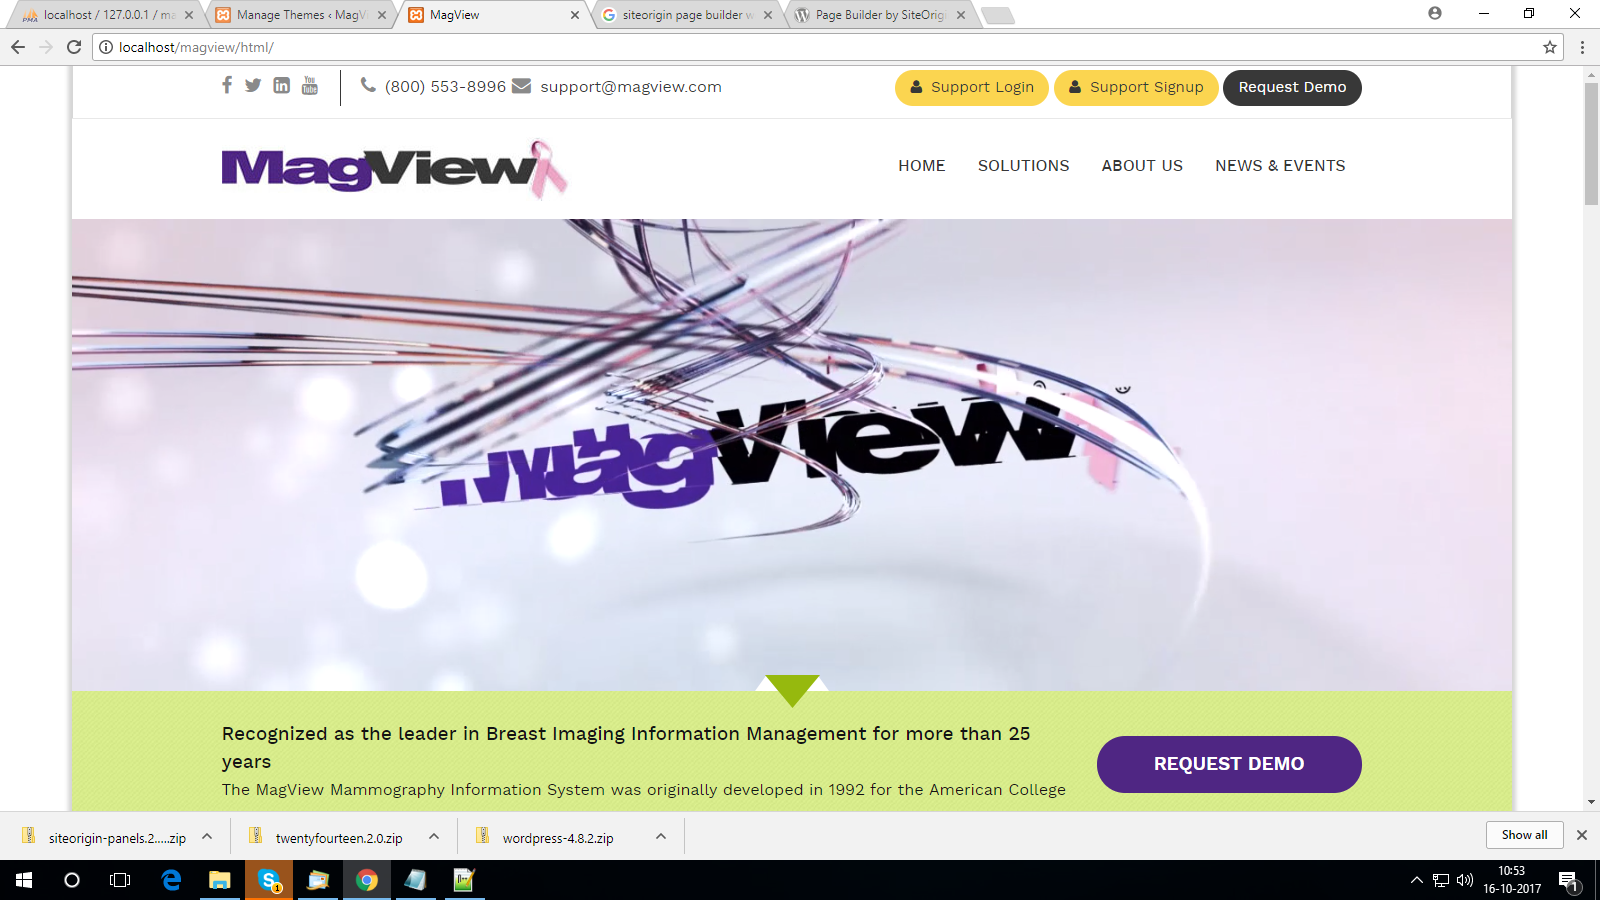 localhost / 127.0.0.1 / ma
Manage Themes ‹ MagVi
MagView
siteorigin page builder w
Page Builder by SiteOrig
localhost/magview/html/
(800) 553-8996
support@magview.com
Support Login
Support Signup
Request Demo
MagView
HOME
SOLUTIONS
ABOUT US
NEWS & EVENTS
Magview
Recognized as the leader in Breast Imaging Information Management for more than 25
years
The MagView Mammography Information System was originally developed in 1992 for the American College
REQUEST DEMO
siteorigin-panels.2.....zip
twentyfourteen.2.0.zip
wordpress-4.8.2.zip
Show all
10:53
16-10-2017